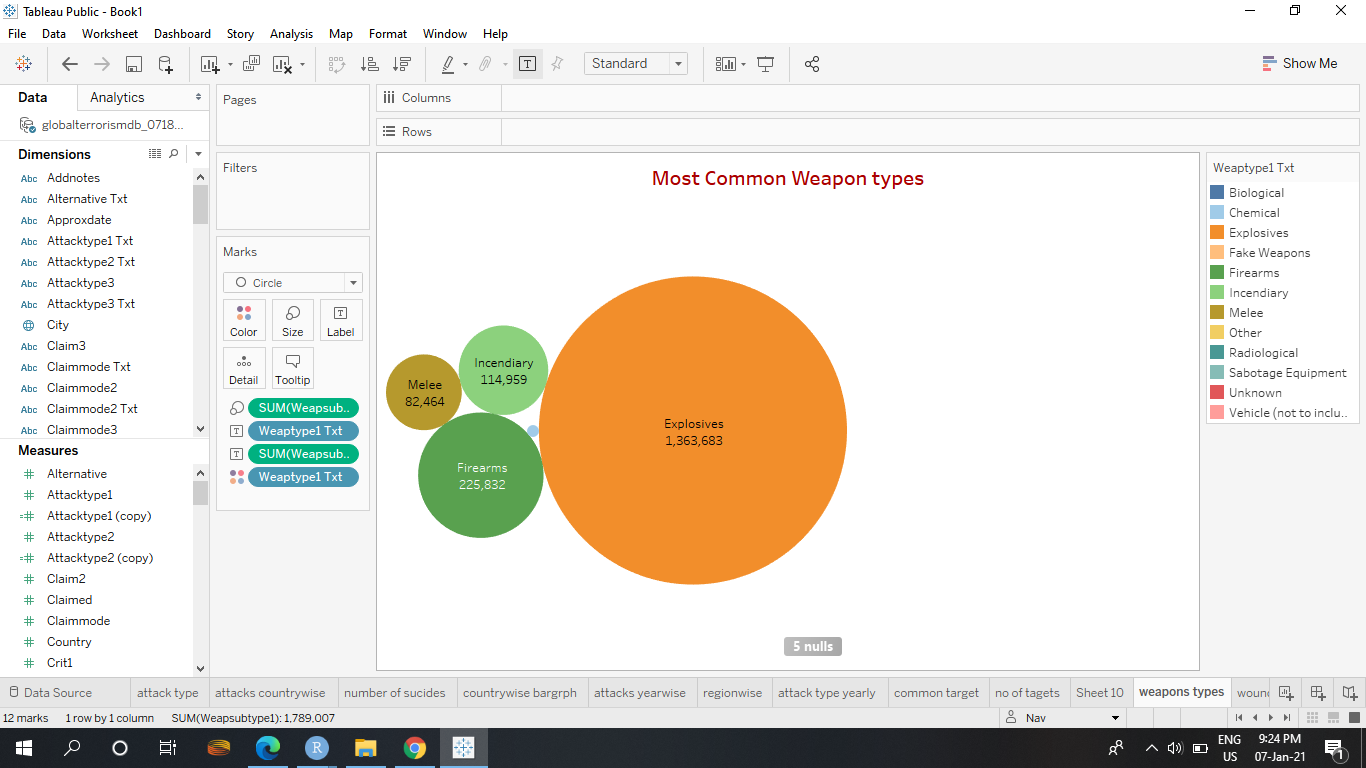 Tableau Public - Book1
File Data Worksheet Dashboard Story Analysis Map Format Window Help
Standard
Show Me
Data Analytics
globalterrorismdb_0718...
Dimensions
Abc Addnotes
Abc Alternative Txt
Abc Approxdate
Abc Attacktype1 Txt
Abc Attacktype2 Txt
Abc Attacktype3
Abc Attacktype3 Txt
City
Abc Claim3
Abc Claimmode Txt
Abc Claimmode2
Abc Claimmode2 Txt
Abc Claimmode3
Measures
# Alternative
# Attacktype1
=# Attacktype1 (copy)
# Attacktype2
=# Attacktype2 (copy)
# Claim2
# Claimed
# Claimmode
# Country
# Crit1
Pages
Filters
Marks
Circle
Color Size Label
Detail Tooltip
SUM(Weapsub..
Weaptype1 Txt
SUM(Weapsub..
Weaptype1 Txt
Columns
Rows
Most Common Weapon types
Incendiary
114,959
Melee
82,464
Explosives
1,363,683
Firearms
225,832
5 nulls
Weaptype1 Txt
Biological
Chemical
Explosives
Fake Weapons
Firearms
Incendiary
Melee
Other
Radiological
Sabotage Equipment
Unknown
Vehicle (not to inclu..
Data Source attack type attacks countrywise number of sucides countrywise bargrph attacks yearwise regionwise attack type yearly common target no of tagets Sheet 10 weapons types wound
12 marks 1 row by 1 column SUM(Weapsubtype1): 1,789,007 Nav
R
ENG
US
9:24 PM
07-Jan-21
1